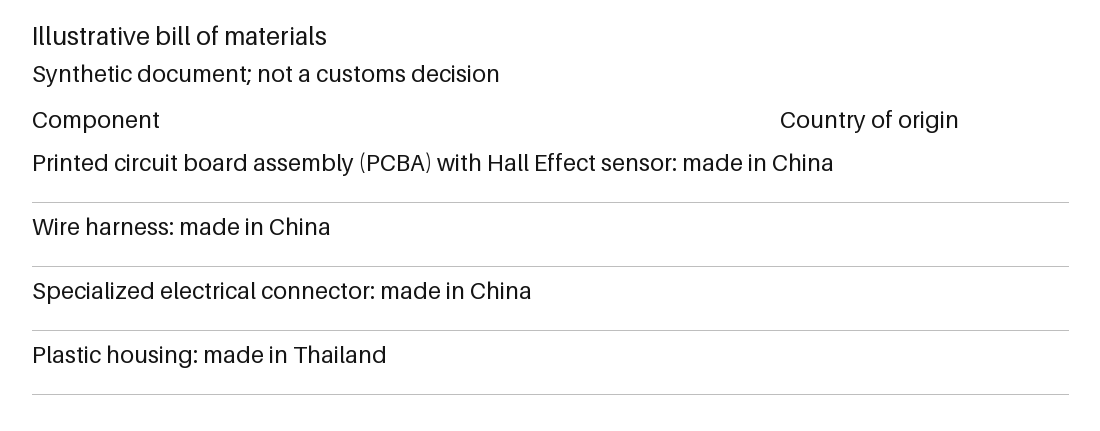 Illustrative bill of materials
Synthetic document; not a customs decision
Component Country of origin
Printed circuit board assembly (PCBA) with Hall Effect sensor: made in China
Wire harness: made in China
Specialized electrical connector: made in China
Plastic housing: made in Thailand